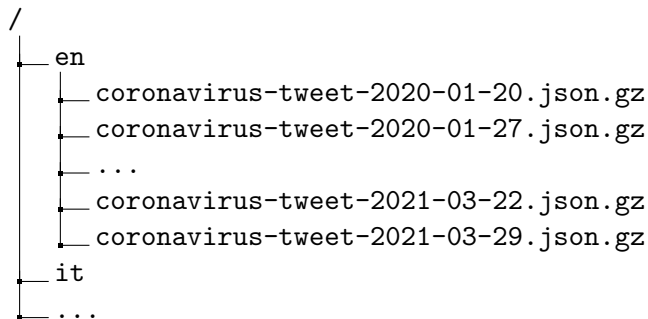 /
en
coronavirus-tweet-2020-01-20.json.gz
coronavirus-tweet-2020-01-27.json.gz
...
coronavirus-tweet-2021-03-22.json.gz
coronavirus-tweet-2021-03-29.json.gz
it
...